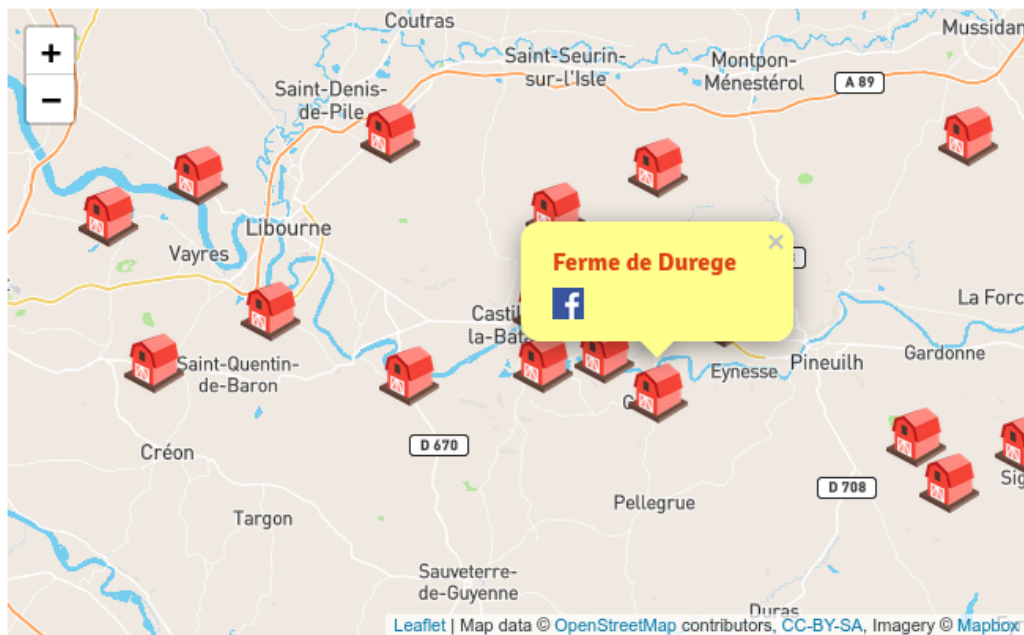 Coutras
Mussidan
+
Saint-Seurin-
sur-l'Isle
Montpon-
Ménestérol
A 89
−
Saint-Denis-
de-Pile
Libourne
Vayres
×
Ferme de Durege
f
La Forc
Castil
la-Bata
Gardonne
Pineuilh
Eynesse
Saint-Quentin-
de-Baron
G
D 670
Créon
Sig
D 708
Pellegrue
Targon
Sauveterre-
de-Guyenne
Duras
Leaflet | Map data © OpenStreetMap contributors, CC-BY-SA, Imagery © Mapbox